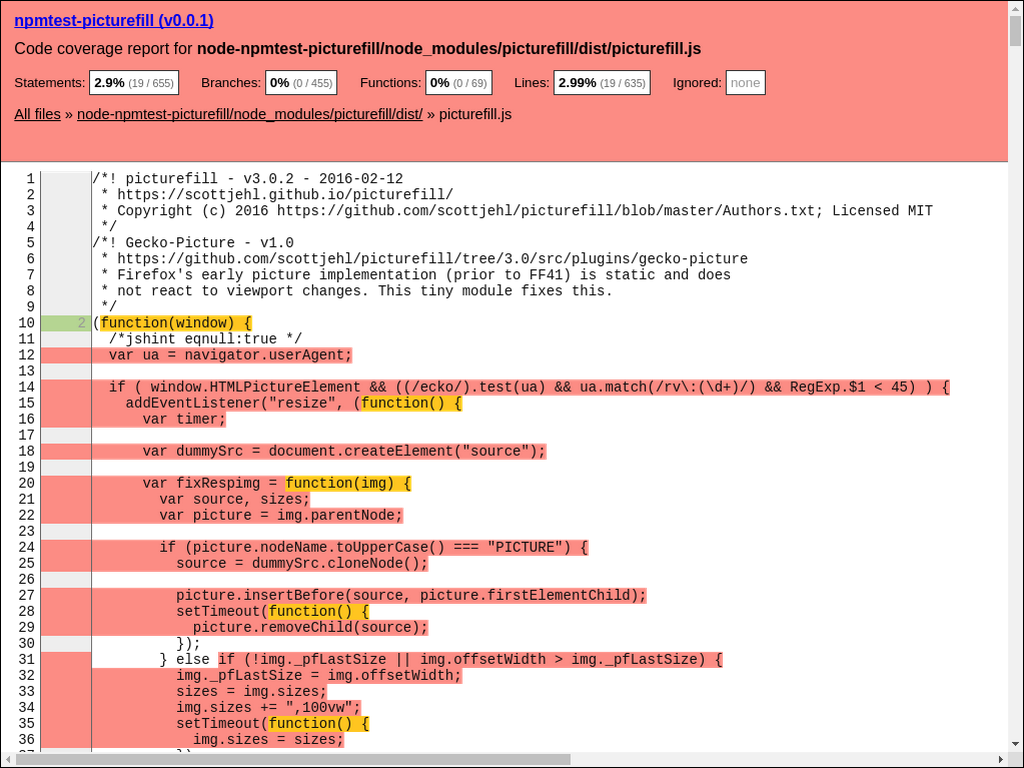 npmtest-picturefill (v0.0.1)
Code coverage report for node-npmtest-picturefill/node_modules/picturefill/dist/picturefill.js
Statements: 2.9% (19 / 655) Branches: 0% (0 / 455) Functions: 0% (0 / 69) Lines: 2.99% (19 / 635) Ignored: none
All files » node-npmtest-picturefill/node_modules/picturefill/dist/ » picturefill.js
1 /*! picturefill - v3.0.2 - 2016-02-12
2  * https://scottjehl.github.io/picturefill/
3  * Copyright (c) 2016 https://github.com/scottjehl/picturefill/blob/master/Authors.txt; Licensed MIT
4  */
5 /*! Gecko-Picture - v1.0
6  * https://github.com/scottjehl/picturefill/tree/3.0/src/plugins/gecko-picture
7  * Firefox's early picture implementation (prior to FF41) is static and does
8  * not react to viewport changes. This tiny module fixes this.
9  */
10 2 (function(window) {
11   /*jshint eqnull:true */
12   var ua = navigator.userAgent;
13
14   if ( window.HTMLPictureElement && ((/ecko/).test(ua) && ua.match(/rv\:(\d+)/) && RegExp.$1 < 45) ) {
15     addEventListener("resize", (function() {
16       var timer;
17
18       var dummySrc = document.createElement("source");
19
20       var fixRespimg = function(img) {
21         var source, sizes;
22         var picture = img.parentNode;
23
24         if (picture.nodeName.toUpperCase() === "PICTURE") {
25           source = dummySrc.cloneNode();
26
27           picture.insertBefore(source, picture.firstElementChild);
28           setTimeout(function() {
29             picture.removeChild(source);
30           });
31         } else if (!img._pfLastSize || img.offsetWidth > img._pfLastSize) {
32           img._pfLastSize = img.offsetWidth;
33           sizes = img.sizes;
34           img.sizes += ",100vw";
35           setTimeout(function() {
36             img.sizes = sizes;